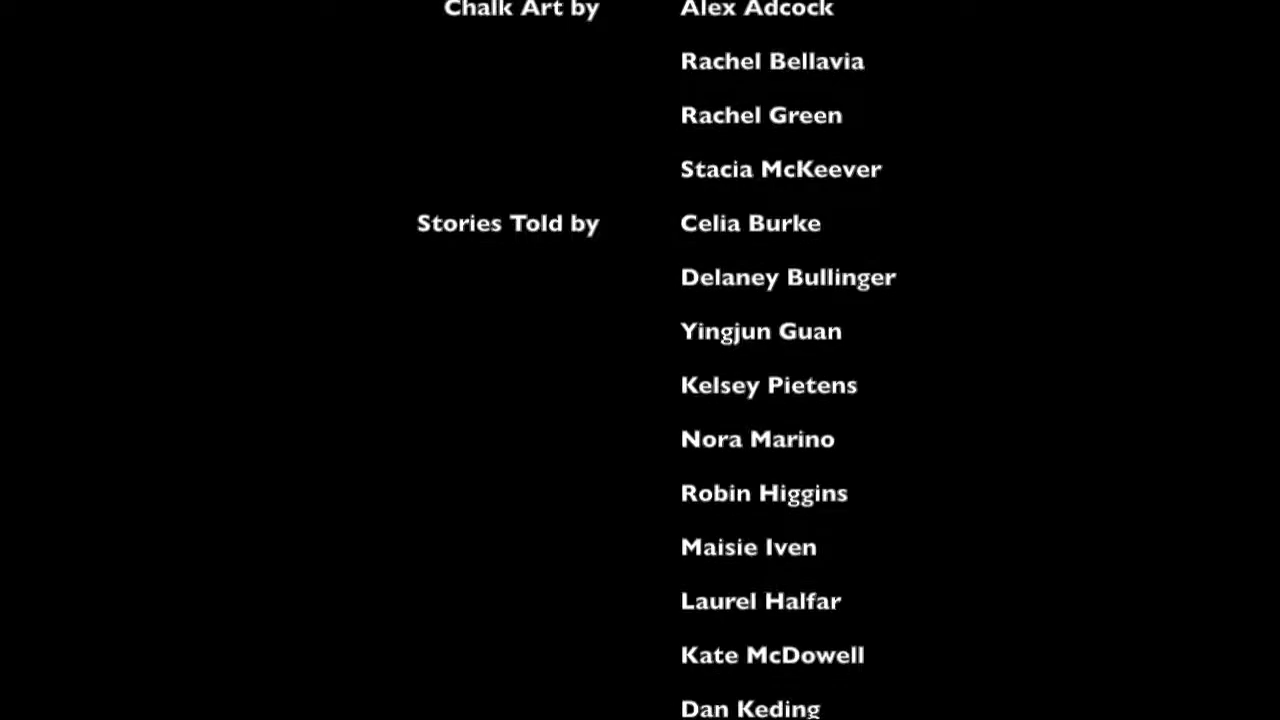 Chalk Art by Alex Adcock
Rachel Bellavia
Rachel Green
Stacia McKeever
Stories Told by Celia Burke
Delaney Bullinger
Yingjun Guan
Kelsey Pietens
Nora Marino
Robin Higgins
Maisie Iven
Laurel Halfar
Kate McDowell
Dan Keding